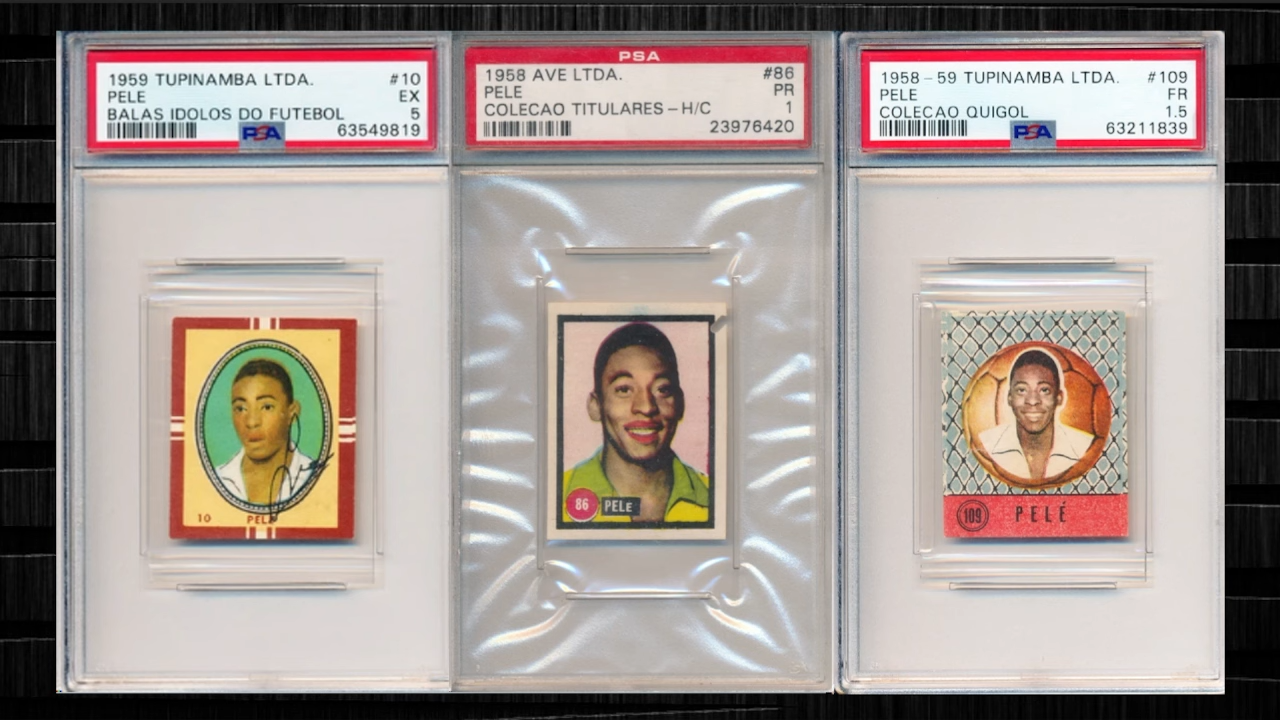 1959 TUPINAMBA LTDA. #10
PELE EX
BALAS IDOLOS DO FUTEBOL 5
PSA 63549819
10 PELÉ
PSA
1958 AVE LTDA. #86
PELE PR
COLECAO TITULARES - H/C 1
23976420
86 PELE
1958 - 59 TUPINAMBA LTDA. #109
PELE FR
COLECAO QUIGOL 1.5
PSA 63211839
109 PELÉ